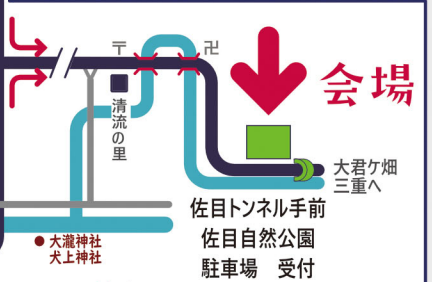 〒
卍
会場
清流の里
大君ケ畑
三重へ
佐目トンネル手前
佐目自然公園
駐車場 受付
大瀧神社
犬上神社